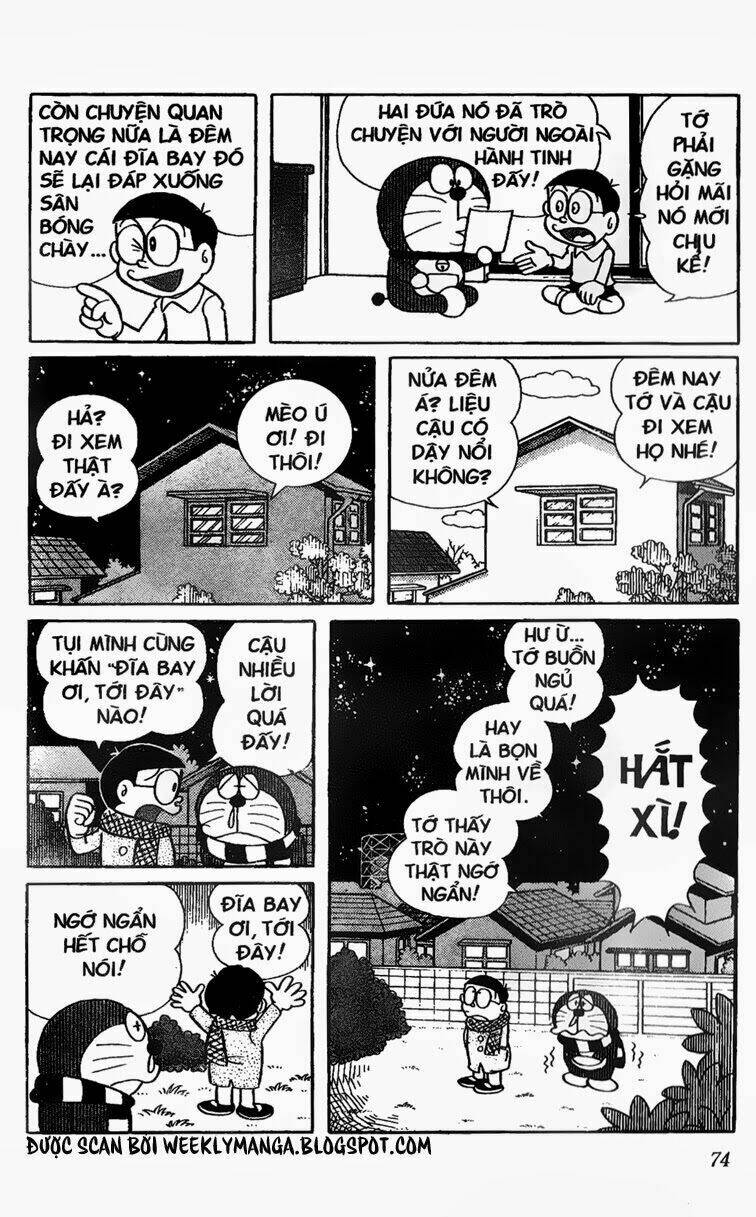 TỚ
PHẢI
GẶNG
HỎI MÃI
NÓ MỚI
CHỊU
KỂ!
HAI ĐỨA NÓ ĐÃ TRÒ
CHUYỆN VỚI NGƯỜI NGOÀI
HÀNH TINH
ĐẤY!
CÒN CHUYỆN QUAN
TRỌNG NỮA LÀ ĐÊM
NAY CÁI ĐĨA BAY ĐÓ
SẼ LẠI ĐÁP XUỐNG
SÂN
BÓNG
CHÀY...
ĐÊM NAY
TỚ VÀ CẬU
ĐI XEM
HỌ NHÉ!
NỬA ĐÊM
Á? LIỆU
CẬU CÓ
DẬY NỔI
KHÔNG?
MÈO Ú
ƠI! ĐI
THÔI!
HẢ?
ĐI XEM
THẬT
ĐẤY À?
HẮT
XÌ!
HƯ Ừ...
TỚ BUỒN
NGỦ
QUÁ!
HAY
LÀ BỌN
MÌNH VỀ
THÔI.
TỚ THẤY
TRÒ NÀY
THẬT NGỚ
NGẨN!
CẬU
NHIỀU
LỜI
QUÁ
ĐẤY!
TỤI MÌNH CÙNG
KHẤN "ĐĨA BAY
ƠI, TỚI ĐÂY"
NÀO!
ĐĨA BAY
ƠI, TỚI
ĐÂY!
NGỚ NGẨN
HẾT CHỖ
NÓI!
ĐƯỢC SCAN BỞI WEEKLYMANGA.BLOGSPOT.COM
74